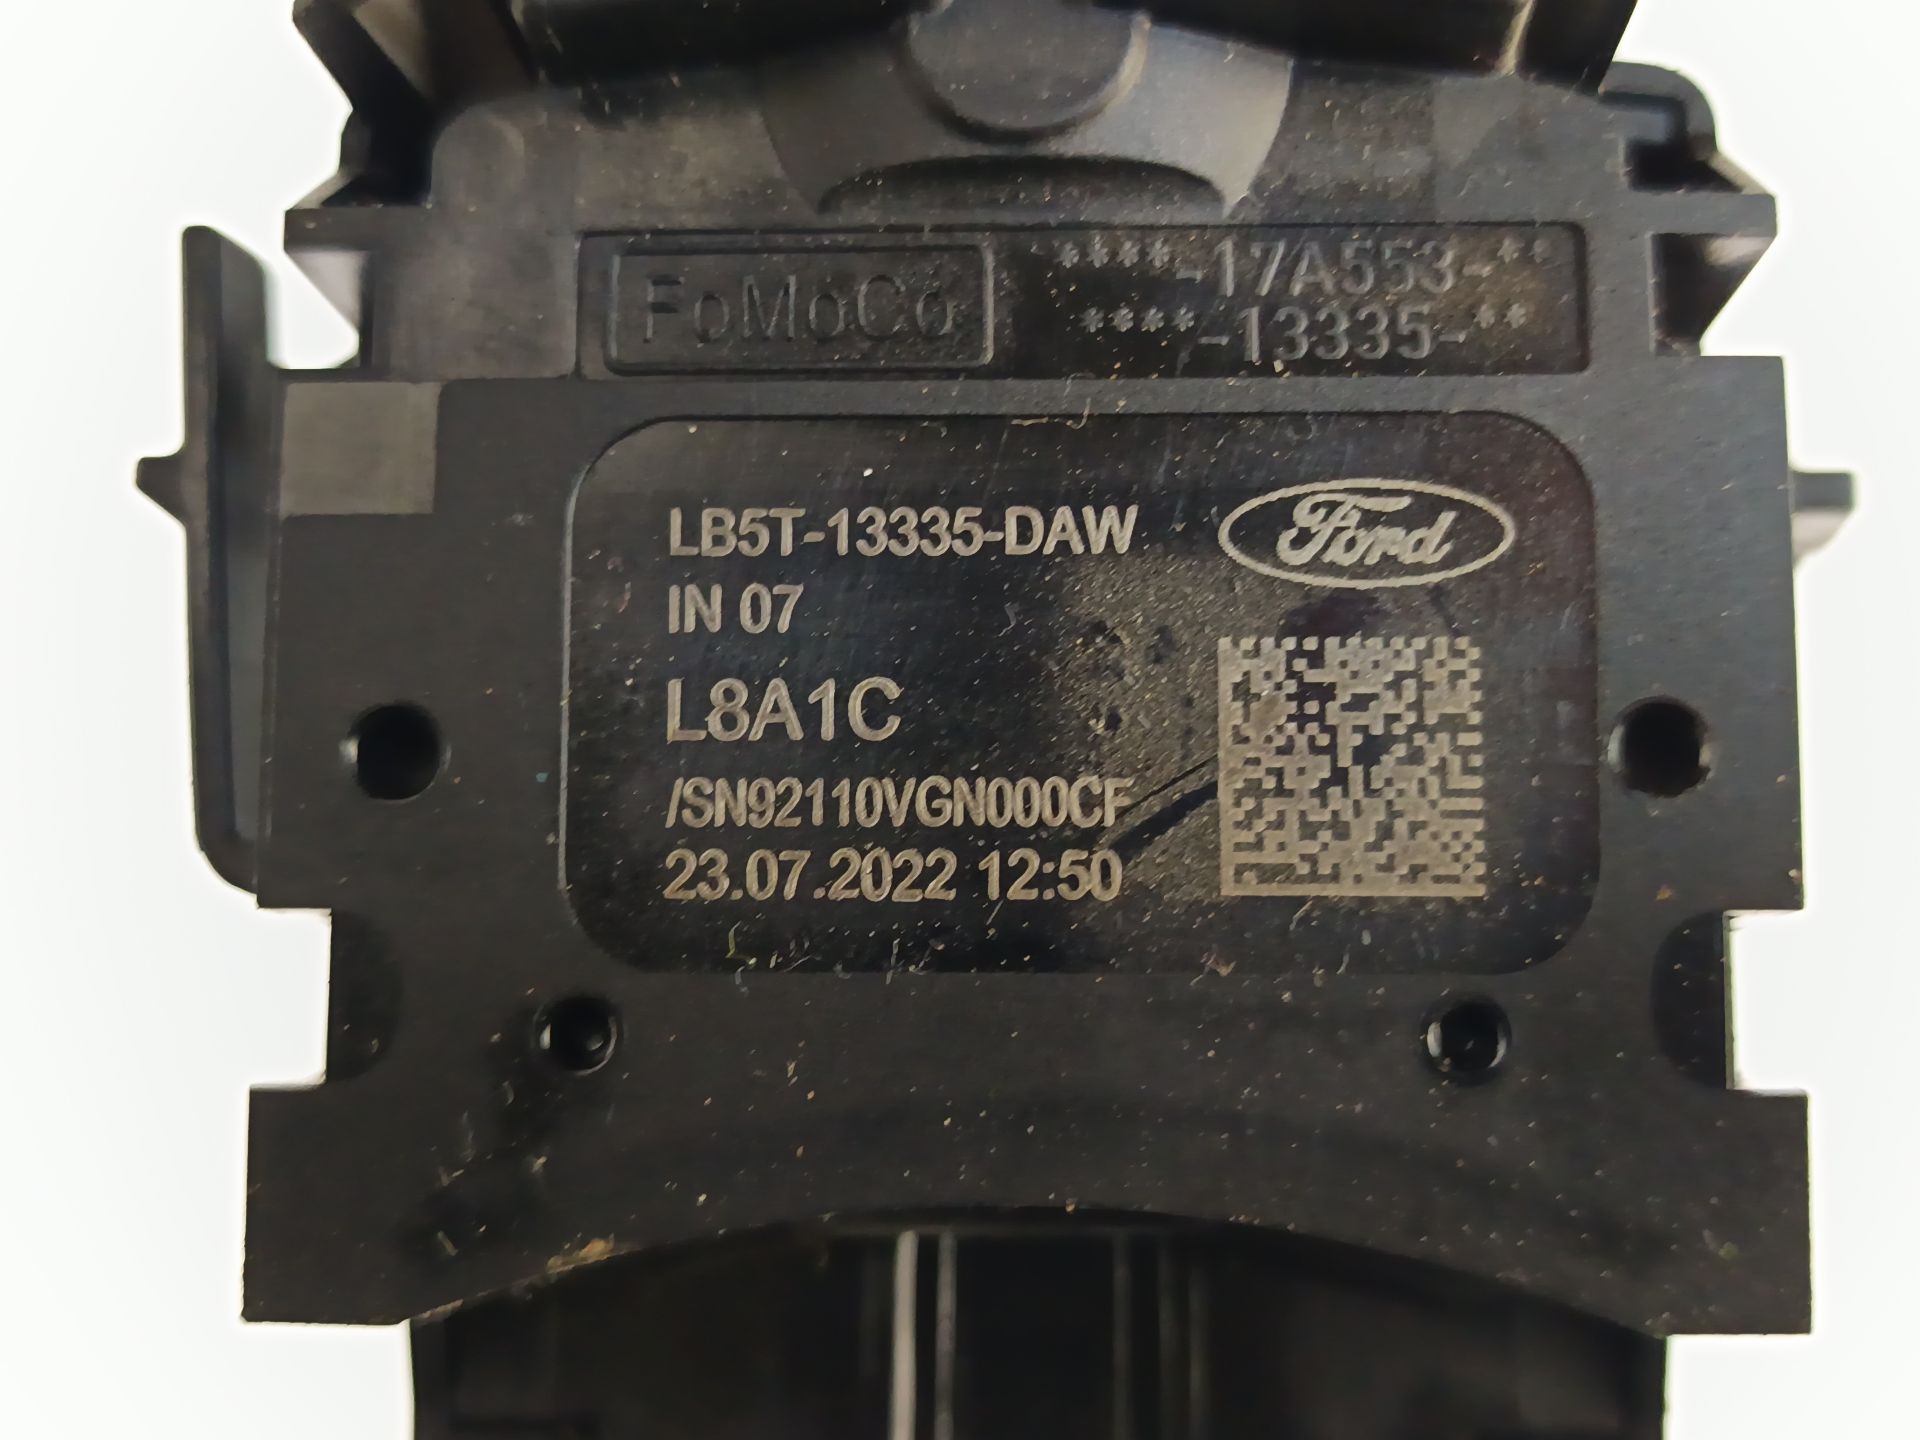 FoMoCo
****-17A553-**
****-13335-**
LB5T-13335-DAW
Ford
IN 07
L8A1C
/SN92110VGN000CF
23.07.2022 12:50